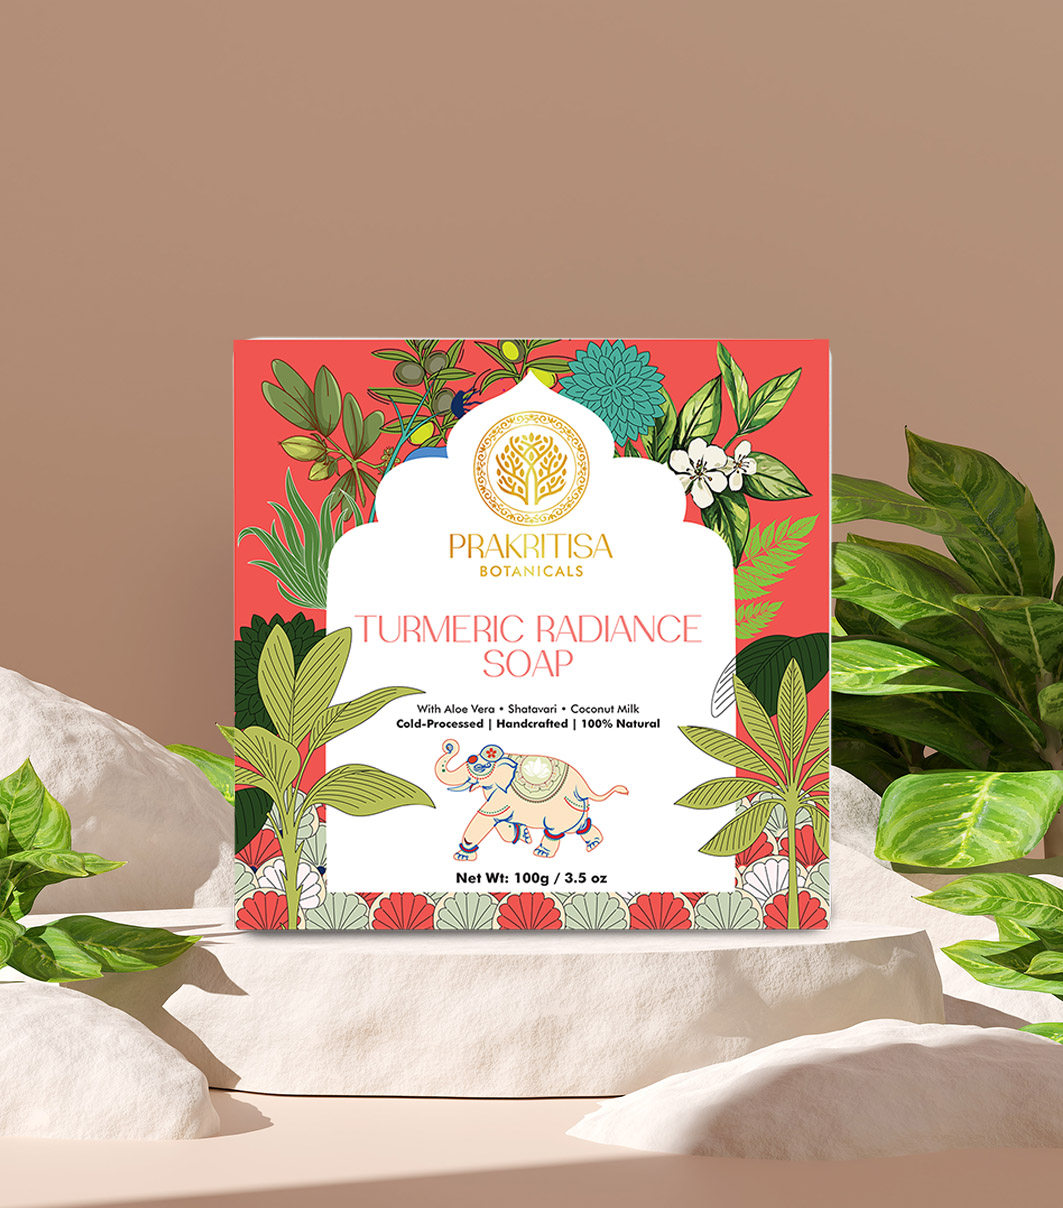 PRAKRITISA
BOTANICALS
TURMERIC RADIANCE
SOAP
With Aloe Vera • Shatavari • Coconut Milk
Cold-Processed | Handcrafted | 100% Natural
Net Wt: 100g / 3.5 oz